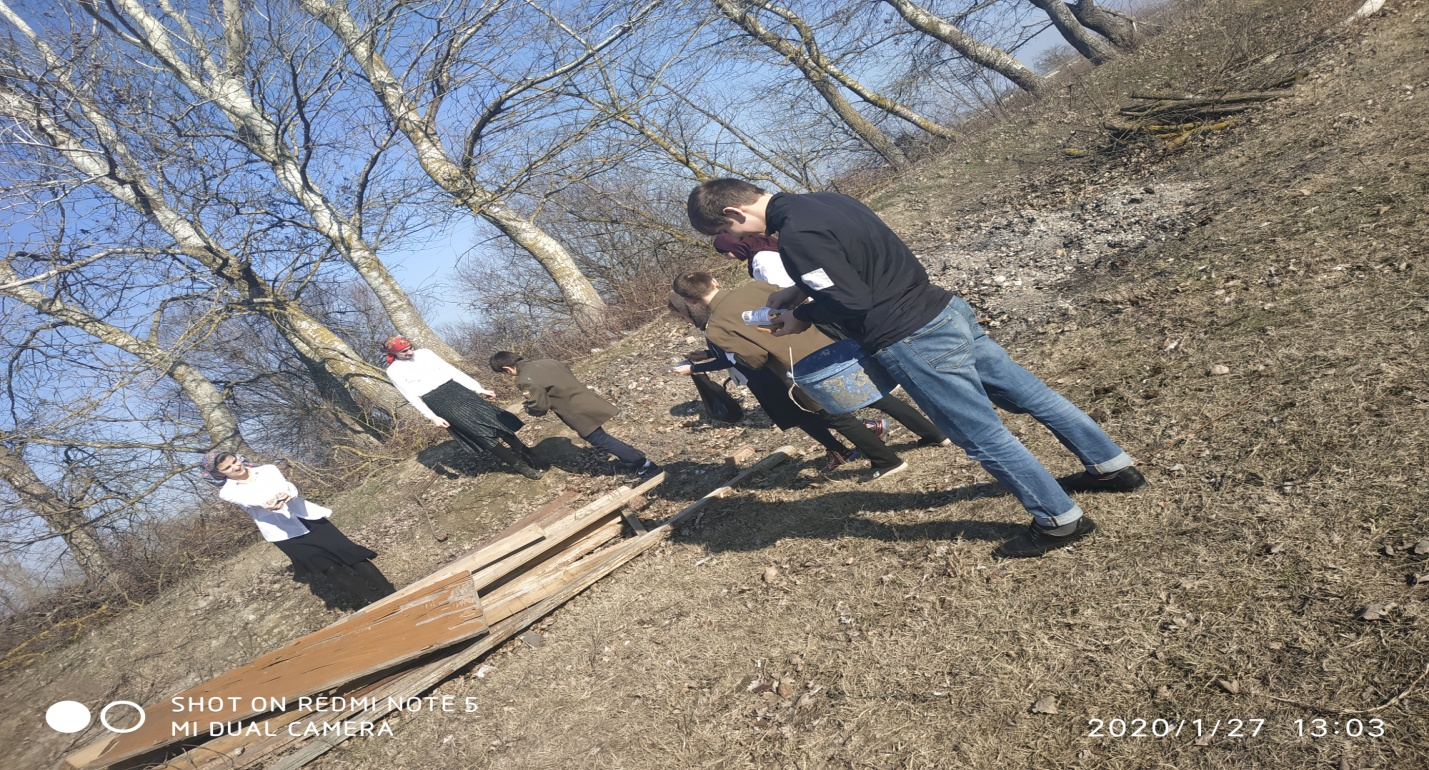 SHOT ON REDMI NOTE 5
MI DUAL CAMERA
2020/1/27 13:03